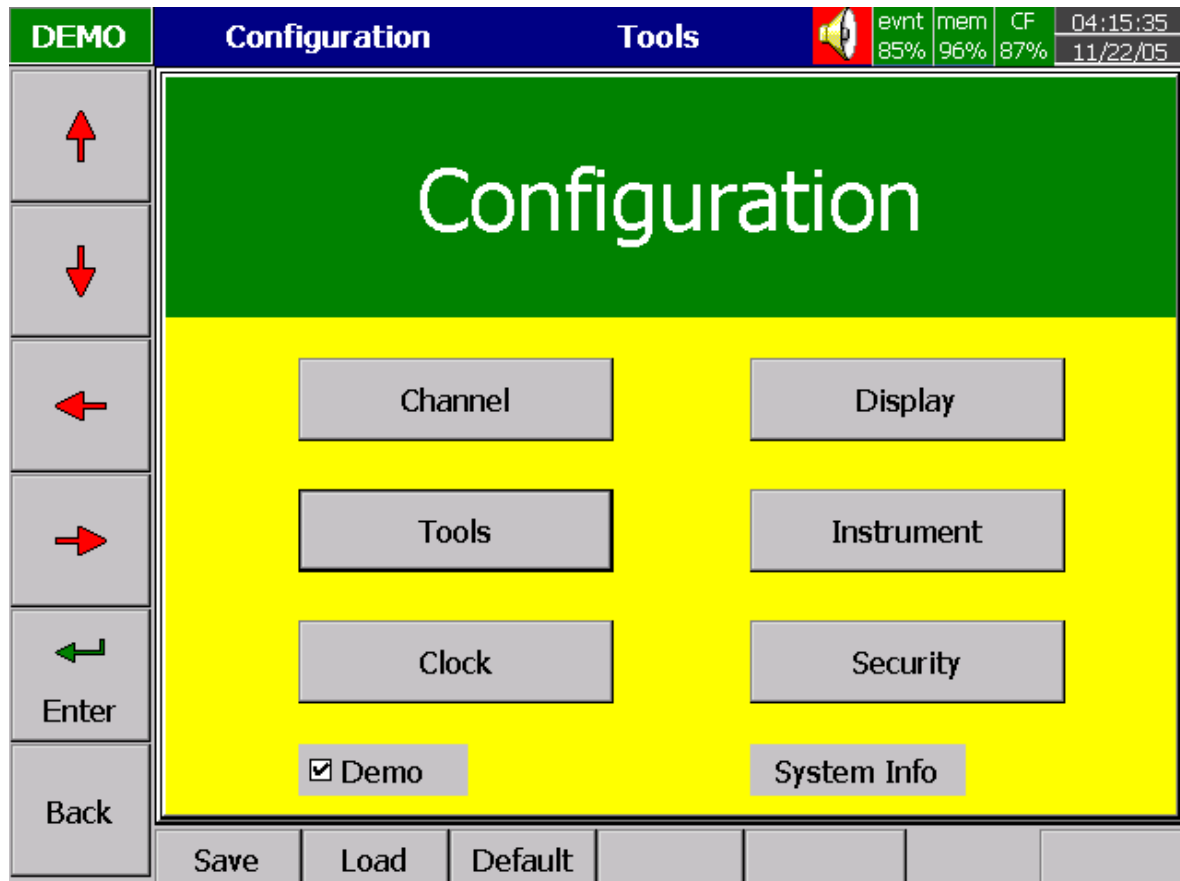 DEMO Configuration Tools evnt mem CF 04:15:35
85% 96% 87% 11/22/05
Configuration
Channel Display
Tools Instrument
Clock Security
Enter
Demo System Info
Back
Save Load Default